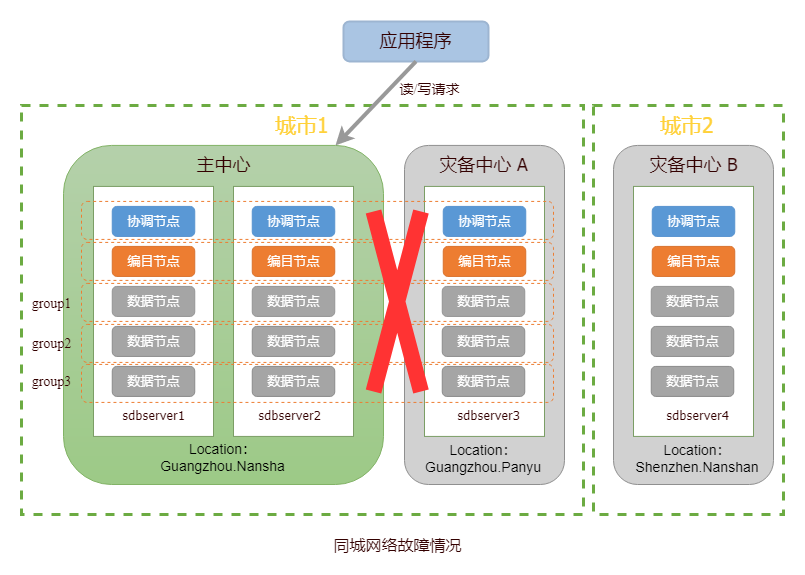 应用程序
读/写请求
城市1
城市2
主中心
灾备中心 A
灾备中心 B
协调节点 协调节点 协调节点 协调节点
编目节点 编目节点 编目节点 编目节点
group1 数据节点 数据节点 数据节点 数据节点
group2 数据节点 数据节点 数据节点 数据节点
group3 数据节点 数据节点 数据节点 数据节点
sdbserver1 sdbserver2 sdbserver3 sdbserver4
Location：
Guangzhou.Nansha
Location：
Guangzhou.Panyu
Location：
Shenzhen.Nanshan
同城网络故障情况